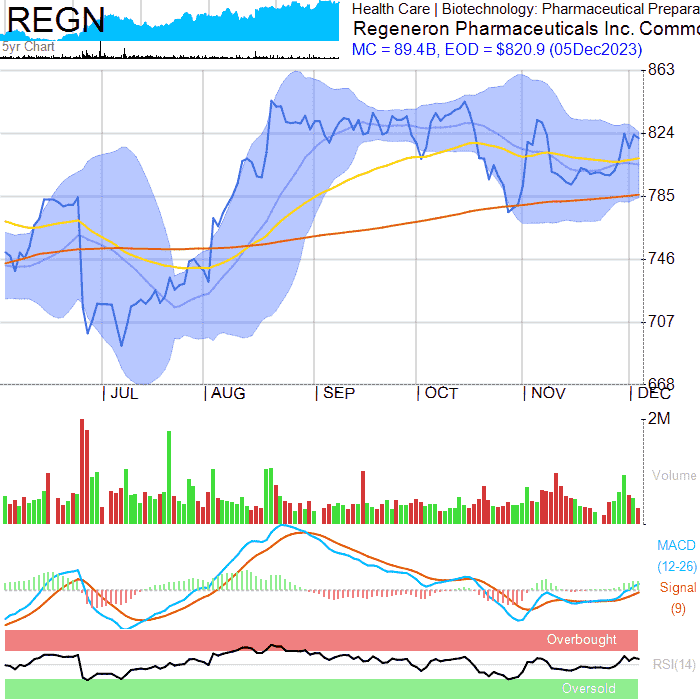 REGN
5yr Chart
Health Care | Biotechnology: Pharmaceutical Prepara
Regeneron Pharmaceuticals Inc. Commo
MC = 89.4B, EOD = $820.9 (05Dec2023)
863
824
785
746
707
668
JUL
AUG
SEP
OCT
NOV
DEC
2M
Volume
MACD
(12-26)
Signal
(9)
Overbought
RSI(14)
Oversold